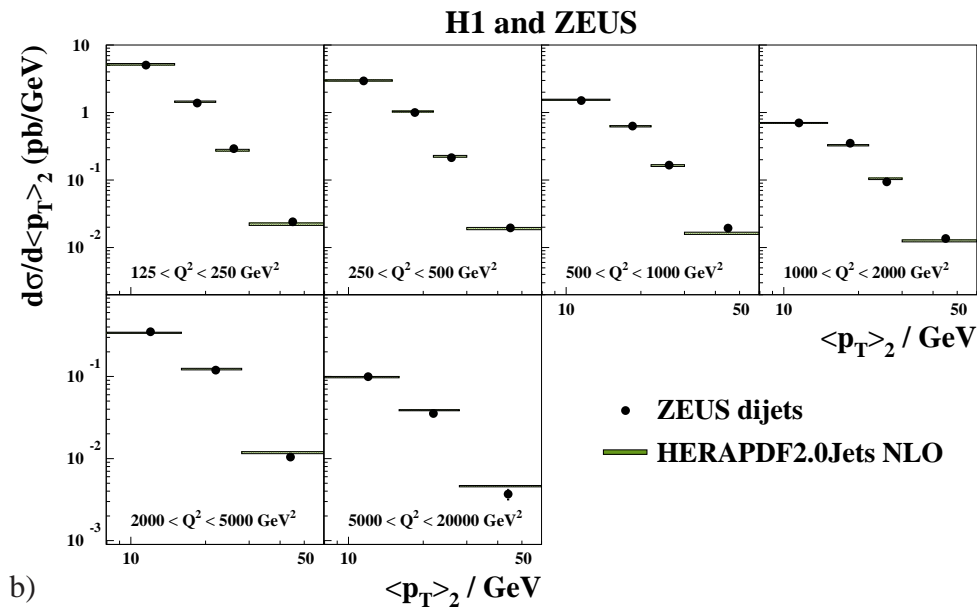 H1 and ZEUS
dσ/d<p_T>_2 (pb/GeV)
10
1
10^-1
10^-2
125 < Q² < 250 GeV²
250 < Q² < 500 GeV²
500 < Q² < 1000 GeV²
1000 < Q² < 2000 GeV²
10 50
10 50
<p_T>_2 / GeV
10^-1
10^-2
10^-3
2000 < Q² < 5000 GeV²
5000 < Q² < 20000 GeV²
ZEUS dijets
HERAPDF2.0Jets NLO
10 50
10 50
b)
<p_T>_2 / GeV